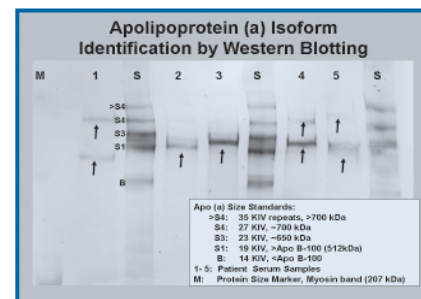 Apolipoprotein (a) Isoform
Identification by Western Blotting
M 1 S 2 3 S 4 5 S
>S4
S4
S3
S1
B
Apo (a) Size Standards:
>S4: 35 KIV repeats, >700 kDa
S4: 27 KIV, ~700 kDa
S3: 23 KIV, ~650 kDa
S1: 19 KIV, >Apo B-100 (512kDa)
B: 14 KIV, <Apo B-100
1- 5: Patient Serum Samples
M: Protein Size Marker, Myosin band (207 kDa)